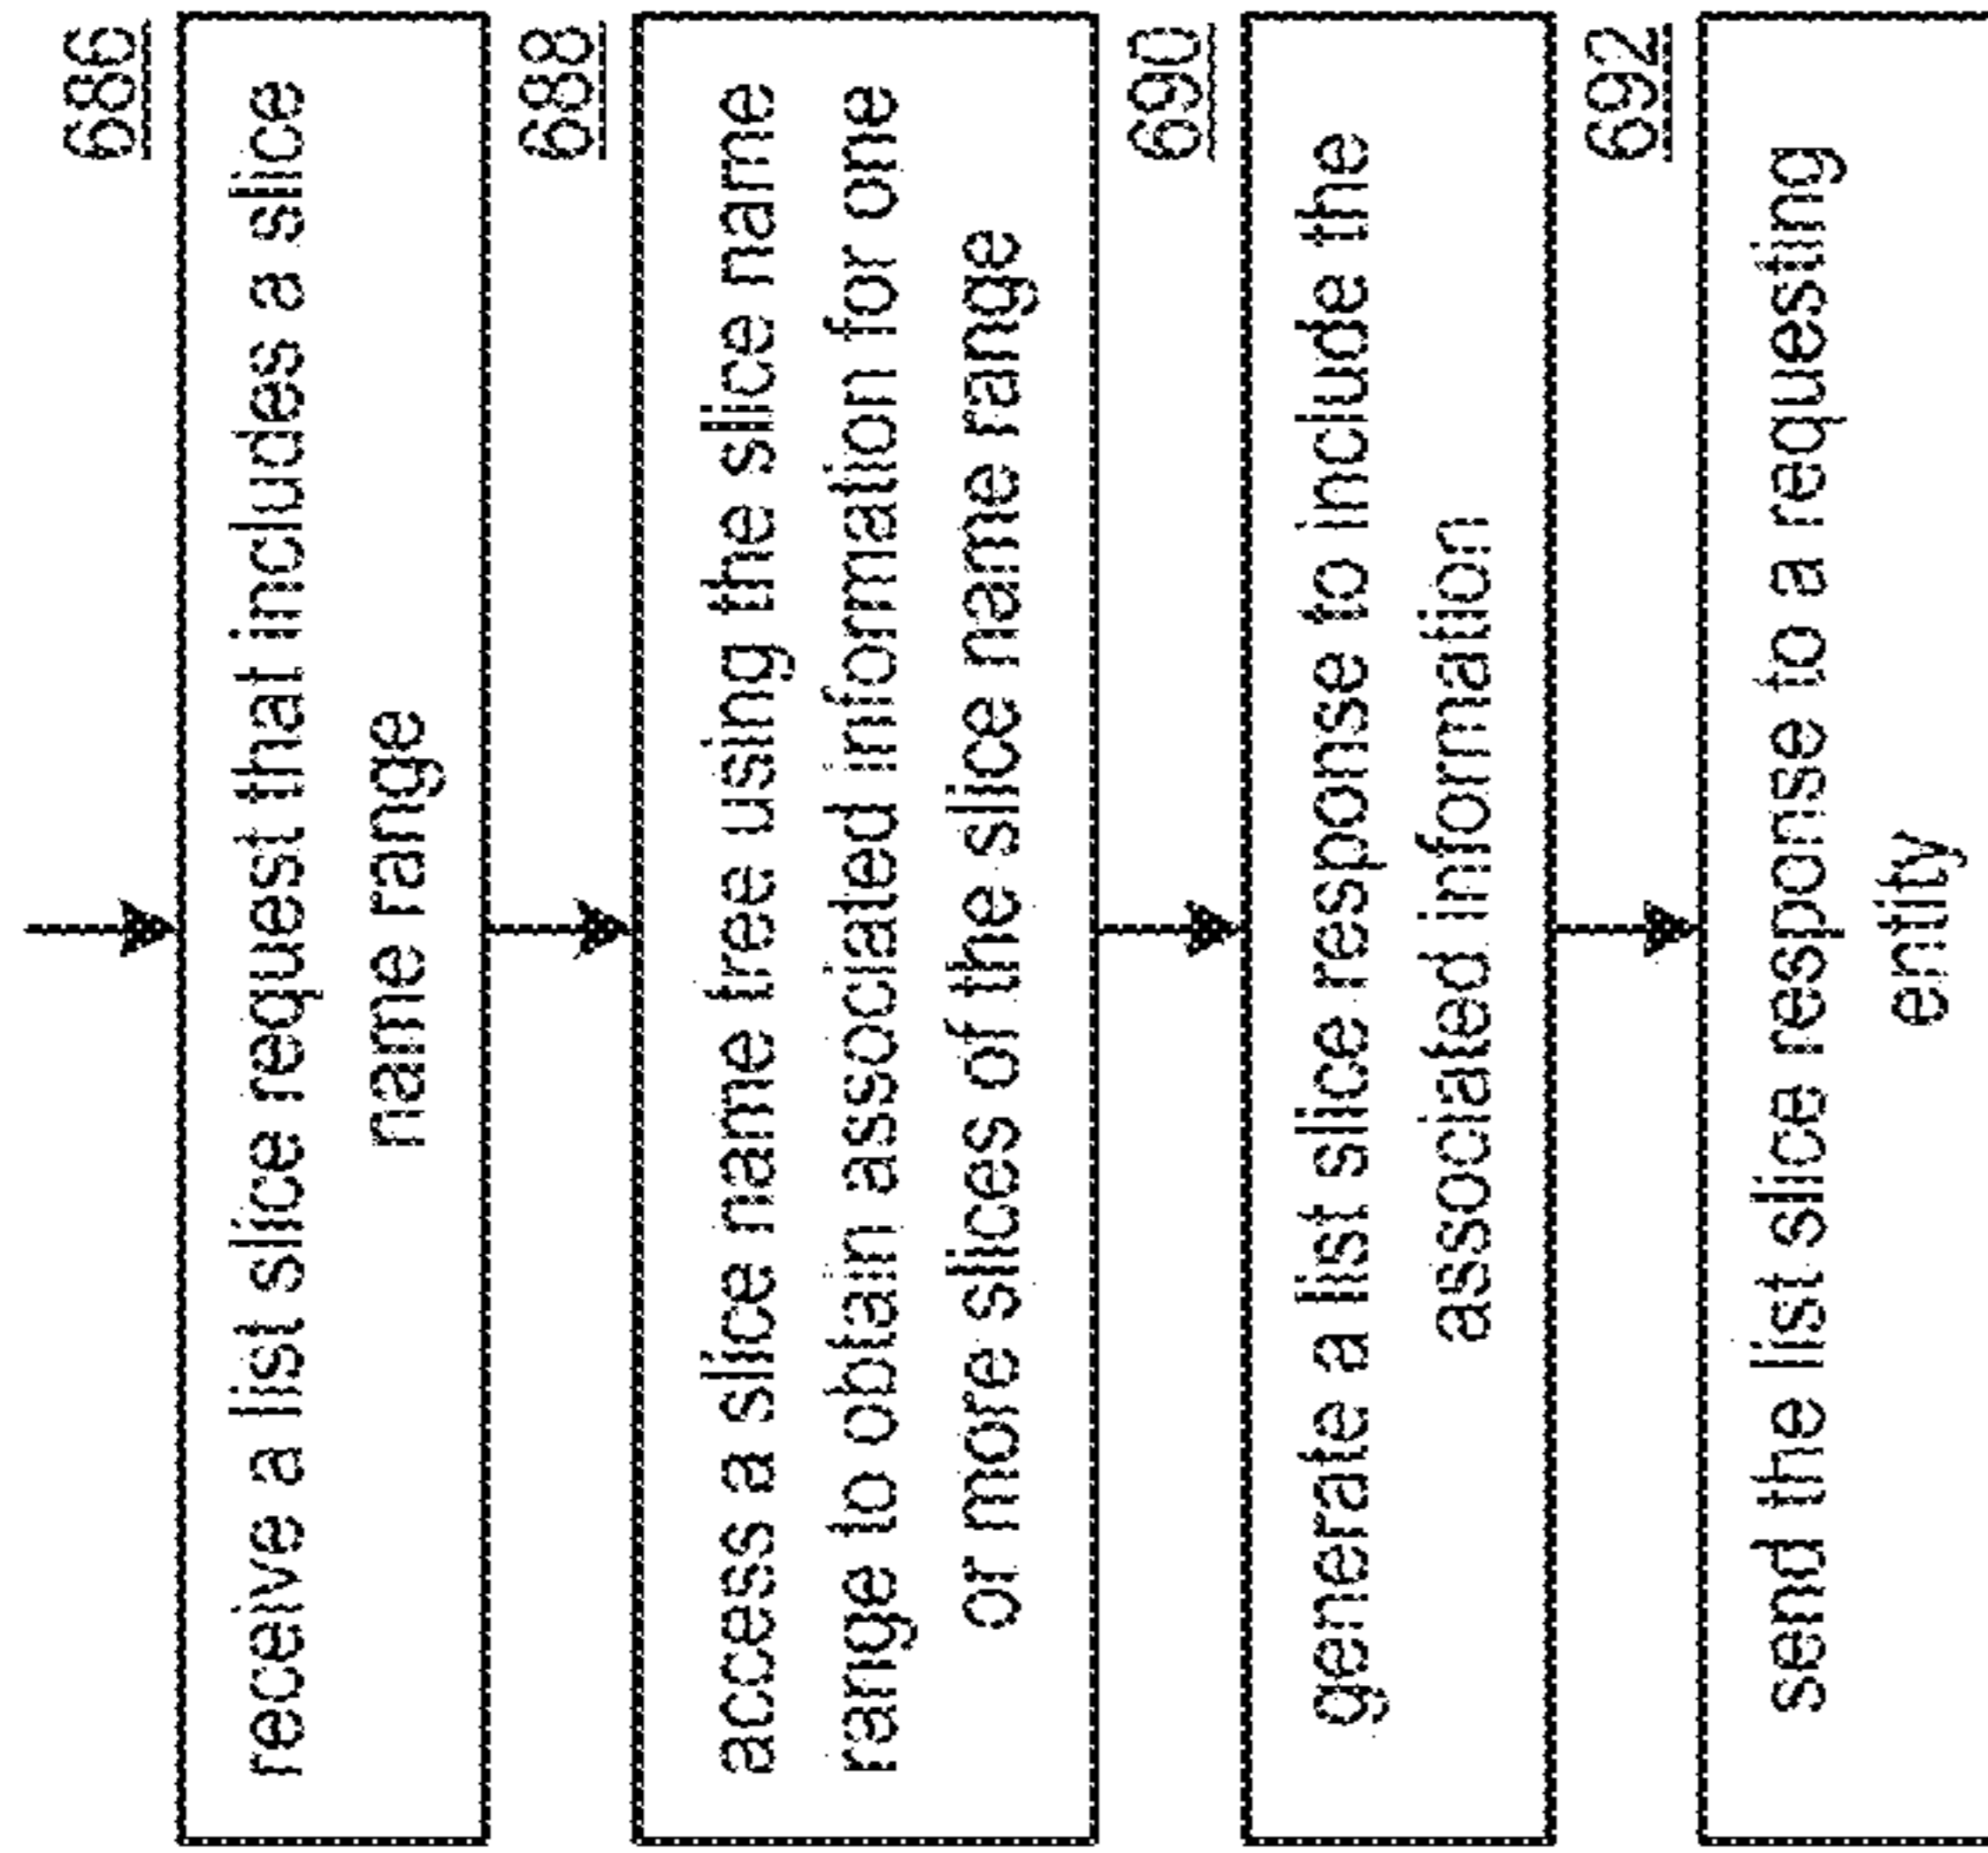 686
receive a list slice request that includes a slice
name range
688
access a slice name tree using the slice name
range to obtain associated information for one
or more slices of the slice name range
690
generate a list slice response to include the
associated information
692
send the list slice response to a requesting
entity